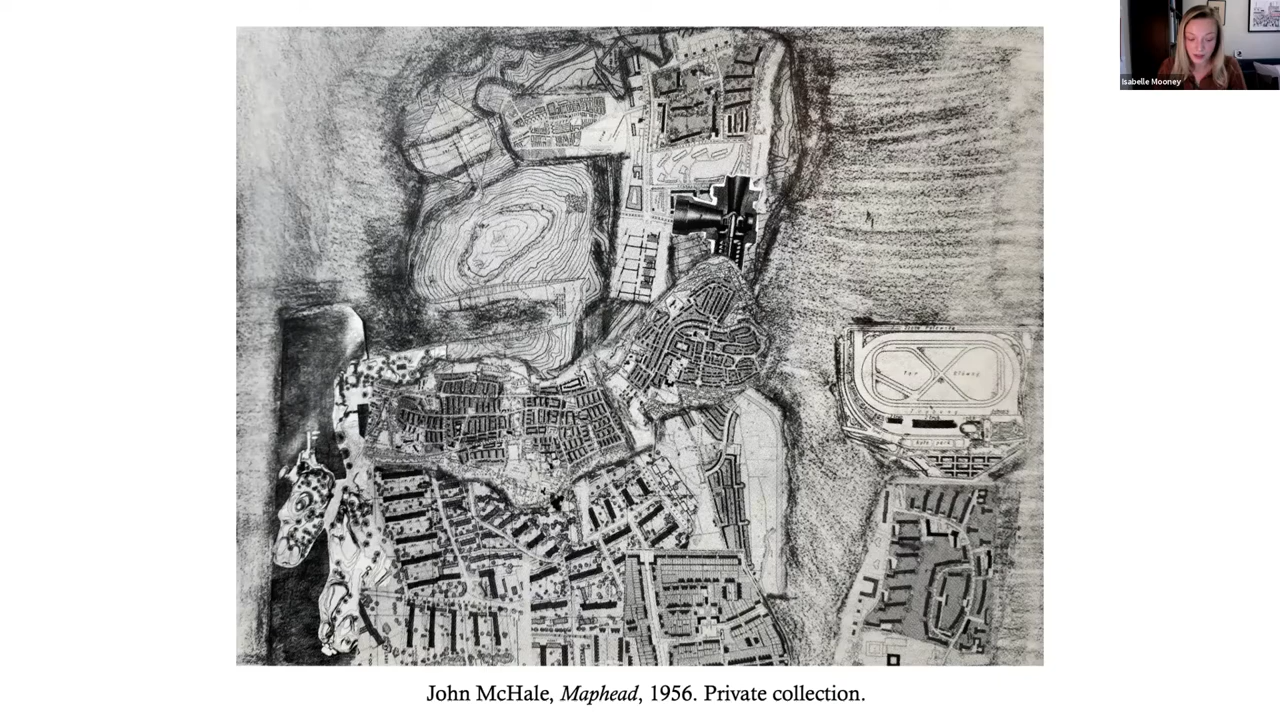 Isabelle Mooney
John McHale, Maphead, 1956. Private collection.